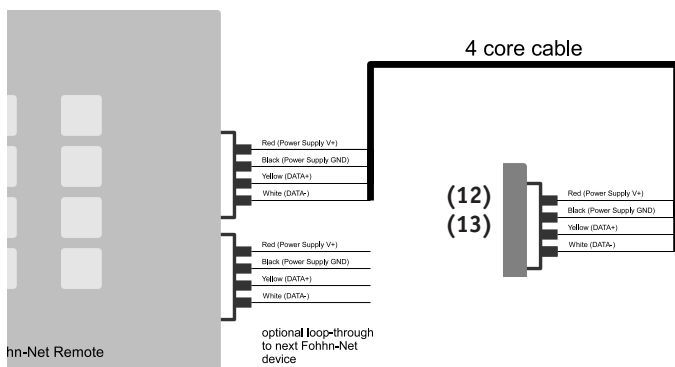 4 core cable
Red (Power Supply V+)
Black (Power Supply GND)
Yellow (DATA+)
White (DATA-)
(12)
(13)
Red (Power Supply V+)
Black (Power Supply GND)
Yellow (DATA+)
White (DATA-)
Red (Power Supply V+)
Black (Power Supply GND)
Yellow (DATA+)
White (DATA-)
optional loop-through
to next Fohhn-Net
device
hn-Net Remote